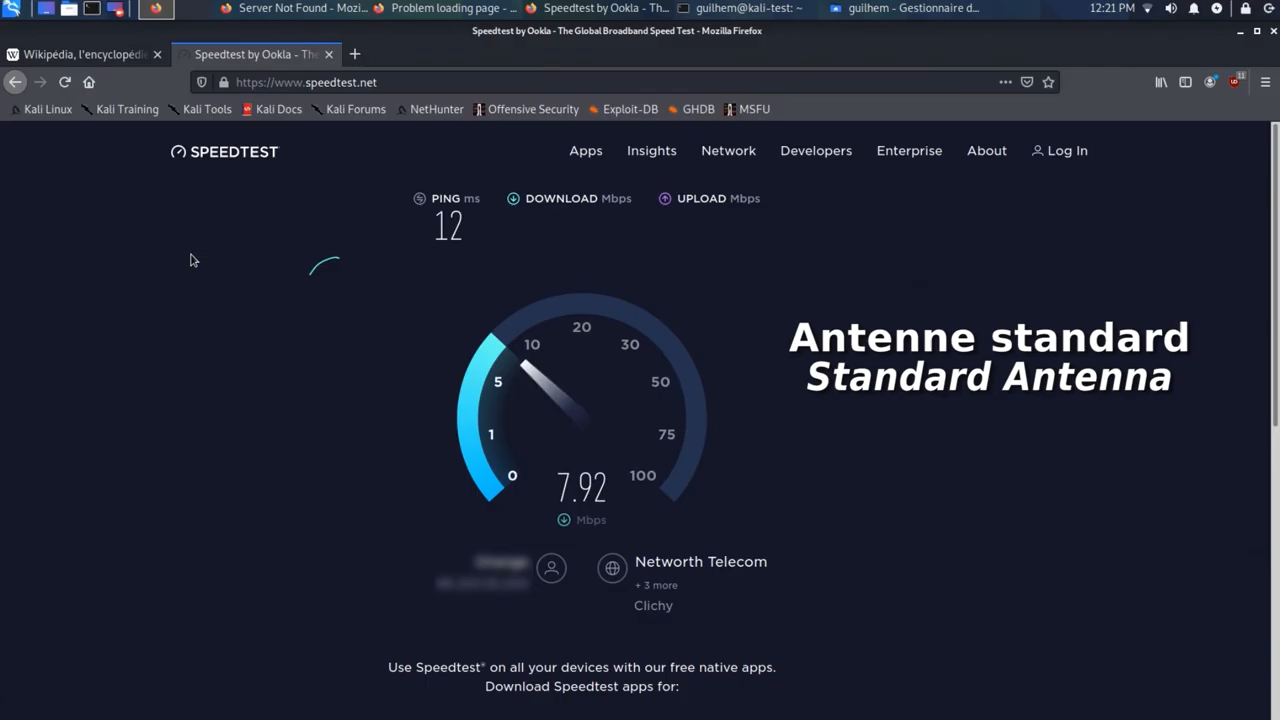 Server Not Found - Mozi...
Problem loading page - ...
Speedtest by Ookla - Th...
guilhem@kali-test: ~
guilhem - Gestionnaire d...
12:21 PM
Speedtest by Ookla - The Global Broadband Speed Test - Mozilla Firefox
Wikipédia, l'encyclopédi
Speedtest by Ookla - The
https://www.speedtest.net
11
Kali Linux
Kali Training
Kali Tools
Kali Docs
Kali Forums
NetHunter
Offensive Security
Exploit-DB
GHDB
MSFU
SPEEDTEST
Apps
Insights
Network
Developers
Enterprise
About
Log In
PING ms
DOWNLOAD Mbps
UPLOAD Mbps
12
20
10
30
5
50
1
75
0
100
7.92
Mbps
Antenne standard
Standard Antenna
Networth Telecom
+ 3 more
Clichy
Use Speedtest® on all your devices with our free native apps.
Download Speedtest apps for: